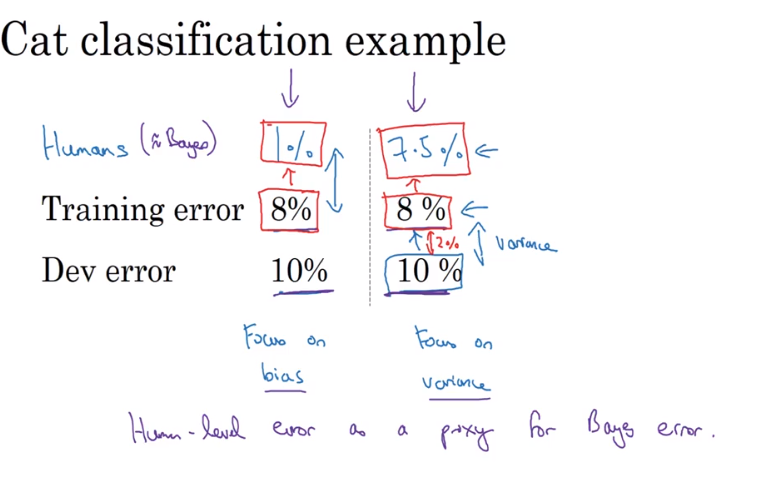 Cat classification example
Humans (≈ Bayes) 1% 7.5%
Training error 8% 8 %
2% variance
Dev error 10% 10 %
Focus on Focus on
bias variance
Human-level error as a proxy for Bayes error.